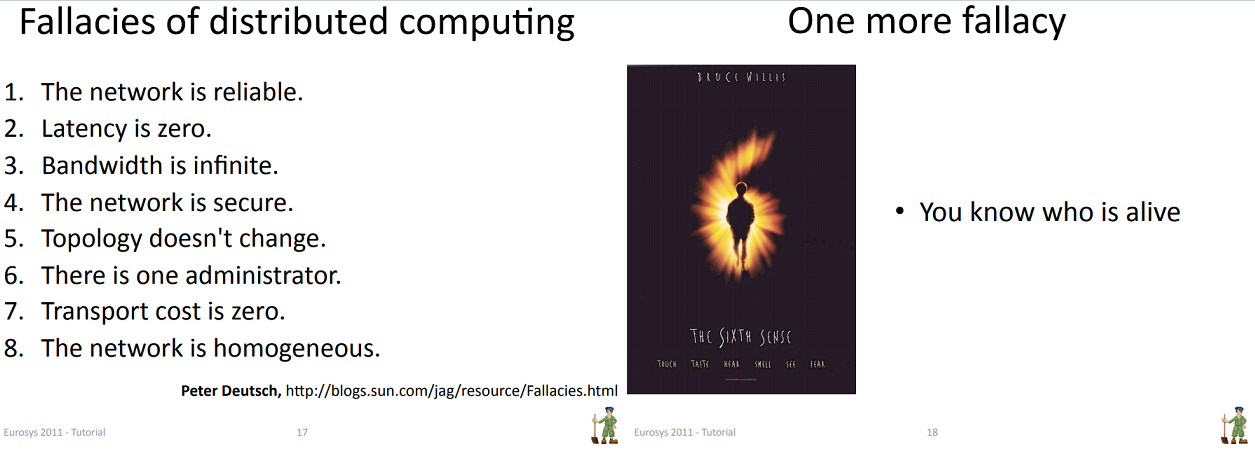 Fallacies of distributed computing
1. The network is reliable.
2. Latency is zero.
3. Bandwidth is infinite.
4. The network is secure.
5. Topology doesn't change.
6. There is one administrator.
7. Transport cost is zero.
8. The network is homogeneous.
Peter Deutsch, http://blogs.sun.com/jag/resource/Fallacies.html
Eurosys 2011 - Tutorial 17
One more fallacy
BRUCE WILLIS
THE SIXTH SENSE
TOUCH TASTE HEAR SMELL SEE FEAR
• You know who is alive
Eurosys 2011 - Tutorial 18